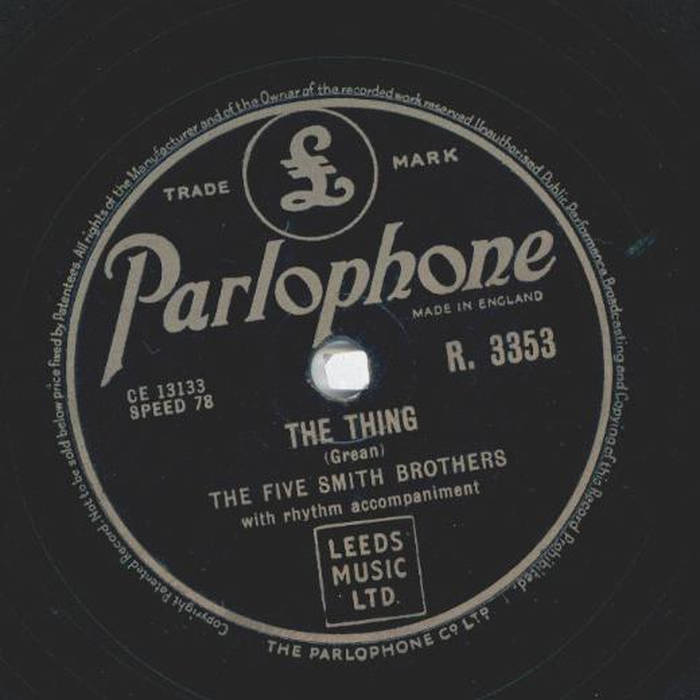 Copyright Patented Record. Not to be sold below price fixed by Patentees. All rights of the Manufacturer and of the Owner of the recorded work reserved Unauthorised Public Performance Broadcasting and Copying of this Record Prohibited.
TRADE £ MARK
Parlophone
MADE IN ENGLAND
R. 3353
CE 13133
SPEED 78
THE THING
(Grean)
THE FIVE SMITH BROTHERS
with rhythm accompaniment
LEEDS
MUSIC
LTD.
THE PARLOPHONE CO LTD